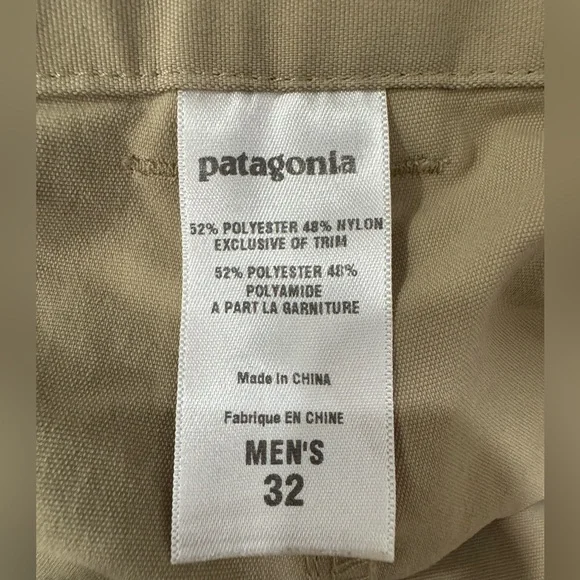 patagonia
52% POLYESTER 48% NYLON
EXCLUSIVE OF TRIM
52% POLYESTER 48%
POLYAMIDE
A PART LA GARNITURE
Made In CHINA
Fabrique EN CHINE
MEN'S
32